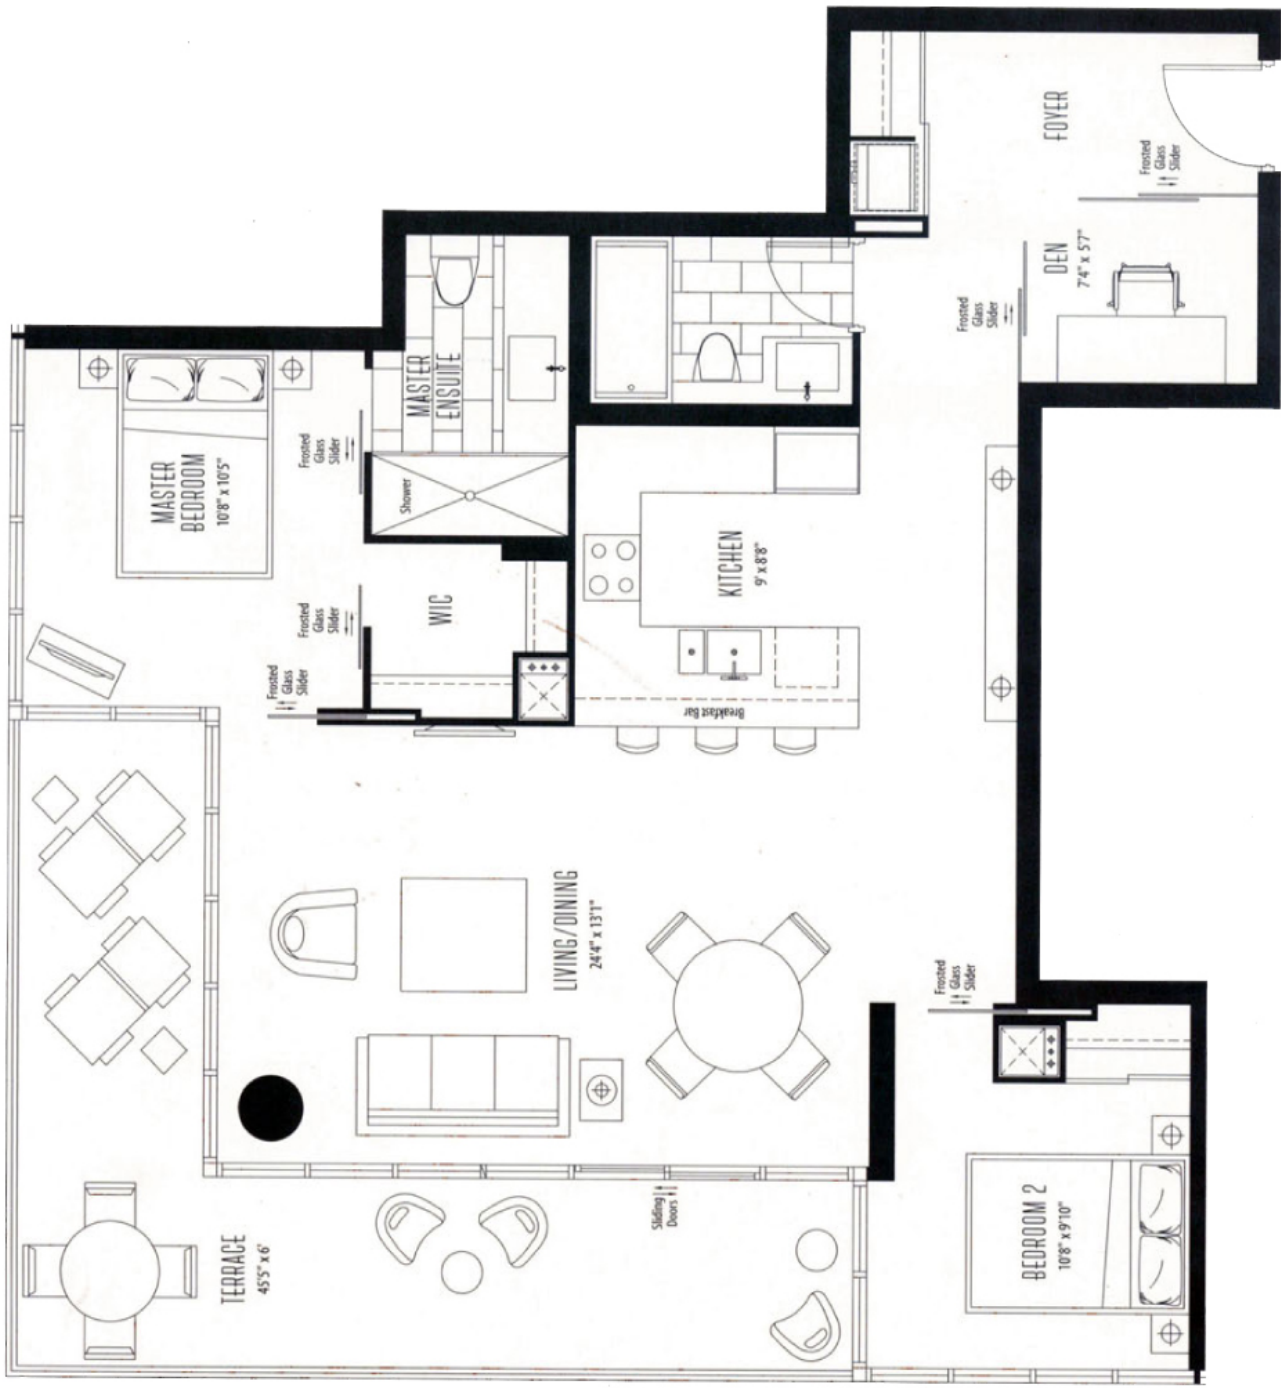 FOYER
Frosted
Glass
Slider
DEN
7'4" x 5'7"
Frosted
Glass
Slider
MASTER
ENSUITE
Shower
MASTER
BEDROOM
10'8" x 10'5"
Frosted
Glass
Slider
Frosted
Glass
Slider
Frosted
Glass
Slider
WIC
KITCHEN
9' x 8'8"
Breakfast Bar
LIVING/DINING
24'4" x 13'1"
Frosted
Glass
Slider
Sliding
Doors
TERRACE
45'5" x 6'
BEDROOM 2
10'8" x 9'10"